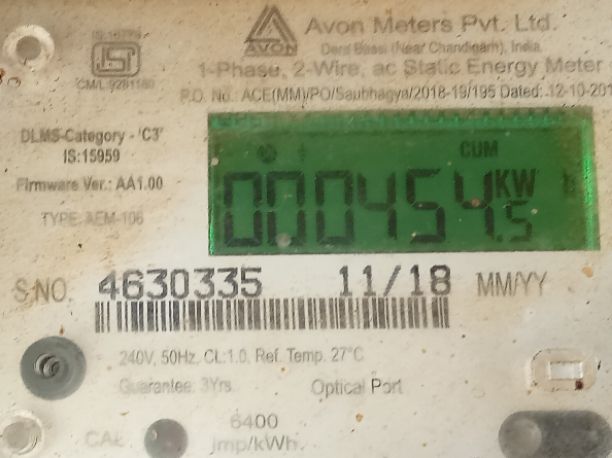 IS:15779
Avon Meters Pvt. Ltd.
AVON
Dera Bassi (Near Chandigarh), India.
CM/L 9281180
1-Phase, 2-Wire, ac Static Energy Meter
P.O. No.: ACE(MM)/PO/Saubhagya/2018-19/195 Dated: 12-10-201
DLMS-Category - 'C3'
IS:15959
Firmware Ver.: AA1.00
TYPE: AEM-106
CUM
000454.5 KW
S.NO. 4630335 11/18 MM/YY
240V, 50Hz, CL:1.0, Ref. Temp. 27°C
Guarantee: 3Yrs. Optical Port
CAL 6400
imp/kWh.